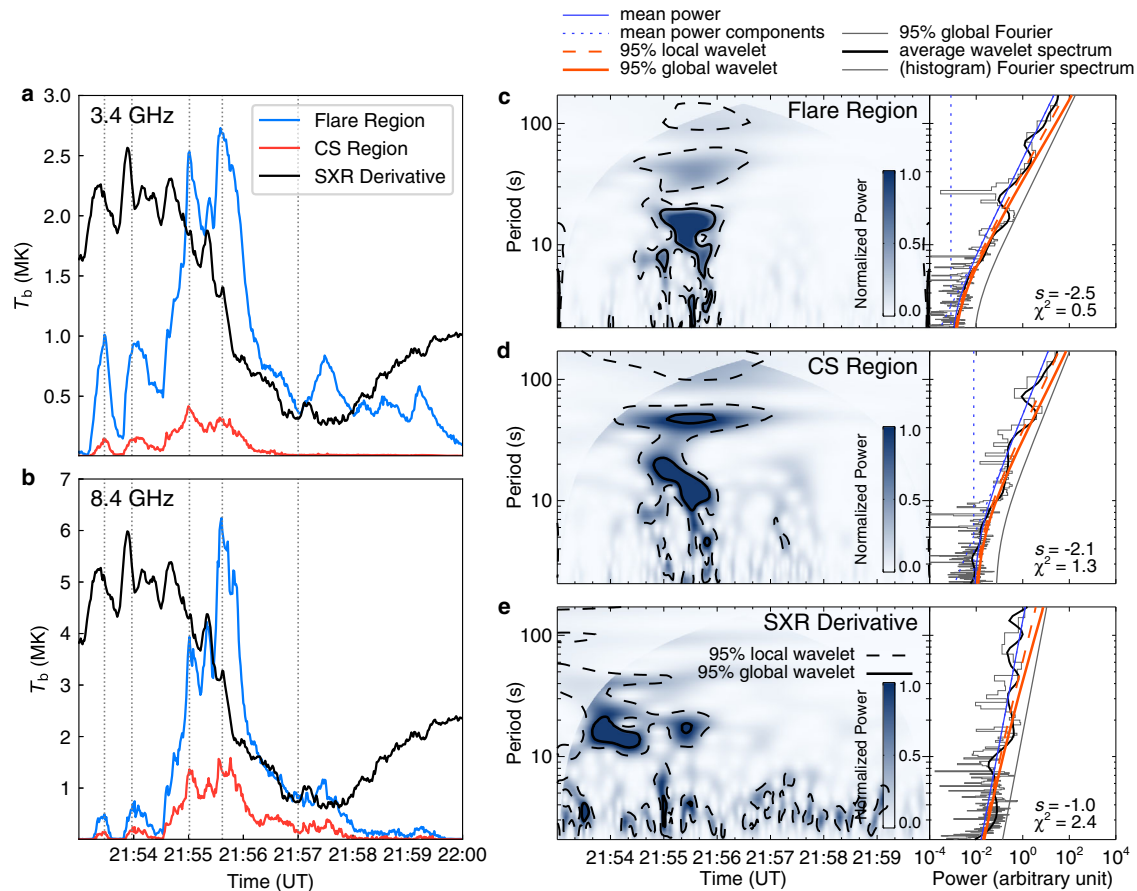 mean power
mean power components
95% local wavelet
95% global wavelet
95% global Fourier
average wavelet spectrum
(histogram) Fourier spectrum
a
3.4 GHz
Flare Region
CS Region
SXR Derivative
3.0
2.5
2.0
1.5
1.0
0.5
T_b (MK)
b
8.4 GHz
7
6
5
4
3
2
1
T_b (MK)
21:54 21:55 21:56 21:57 21:58 21:59 22:00
Time (UT)
c
Flare Region
100
10
Period (s)
Normalized Power
1.0
0.5
0.0
s = -2.5
χ² = 0.5
d
CS Region
100
10
Period (s)
Normalized Power
1.0
0.5
0.0
s = -2.1
χ² = 1.3
e
SXR Derivative
95% local wavelet
95% global wavelet
100
10
Period (s)
Normalized Power
1.0
0.5
0.0
s = -1.0
χ² = 2.4
21:54 21:55 21:56 21:57 21:58 21:59
Time (UT)
10⁻⁴ 10⁻² 10⁰ 10² 10⁴
Power (arbitrary unit)